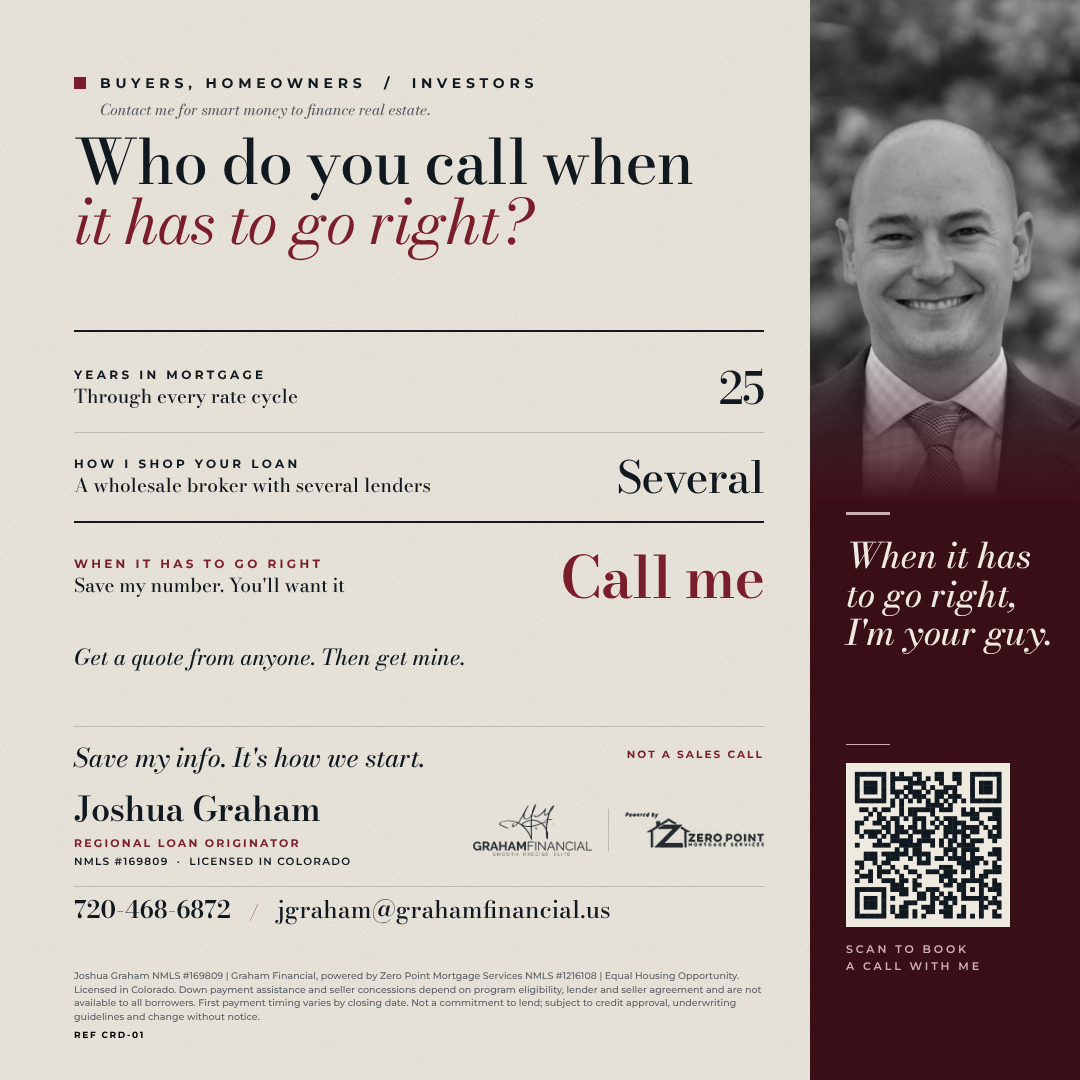 BUYERS, HOMEOWNERS / INVESTORS
Contact me for smart money to finance real estate.
Who do you call when
it has to go right?
YEARS IN MORTGAGE
Through every rate cycle
25
HOW I SHOP YOUR LOAN
A wholesale broker with several lenders
Several
WHEN IT HAS TO GO RIGHT
Save my number. You'll want it
Call me
Get a quote from anyone. Then get mine.
Save my info. It's how we start.
NOT A SALES CALL
Joshua Graham
REGIONAL LOAN ORIGINATOR
NMLS #169809 · LICENSED IN COLORADO
GRAHAMFINANCIAL
SMOOTH. PRECISE. ELITE.
Powered by
ZERO POINT
MORTGAGE SERVICES
720-468-6872 / jgraham@grahamfinancial.us
Joshua Graham NMLS #169809 | Graham Financial, powered by Zero Point Mortgage Services NMLS #1216108 | Equal Housing Opportunity.
Licensed in Colorado. Down payment assistance and seller concessions depend on program eligibility, lender and seller agreement and are not
available to all borrowers. First payment timing varies by closing date. Not a commitment to lend; subject to credit approval, underwriting
guidelines and change without notice.
REF CRD-01
When it has
to go right,
I'm your guy.
SCAN TO BOOK
A CALL WITH ME